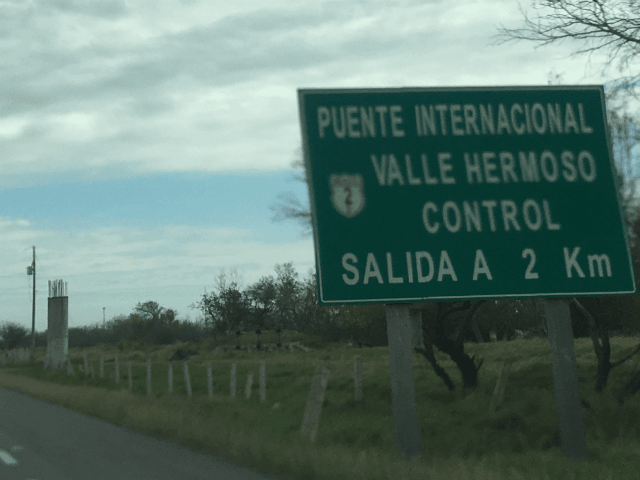 PUENTE INTERNACIONAL
2 VALLE HERMOSO
CONTROL
SALIDA A 2 Km